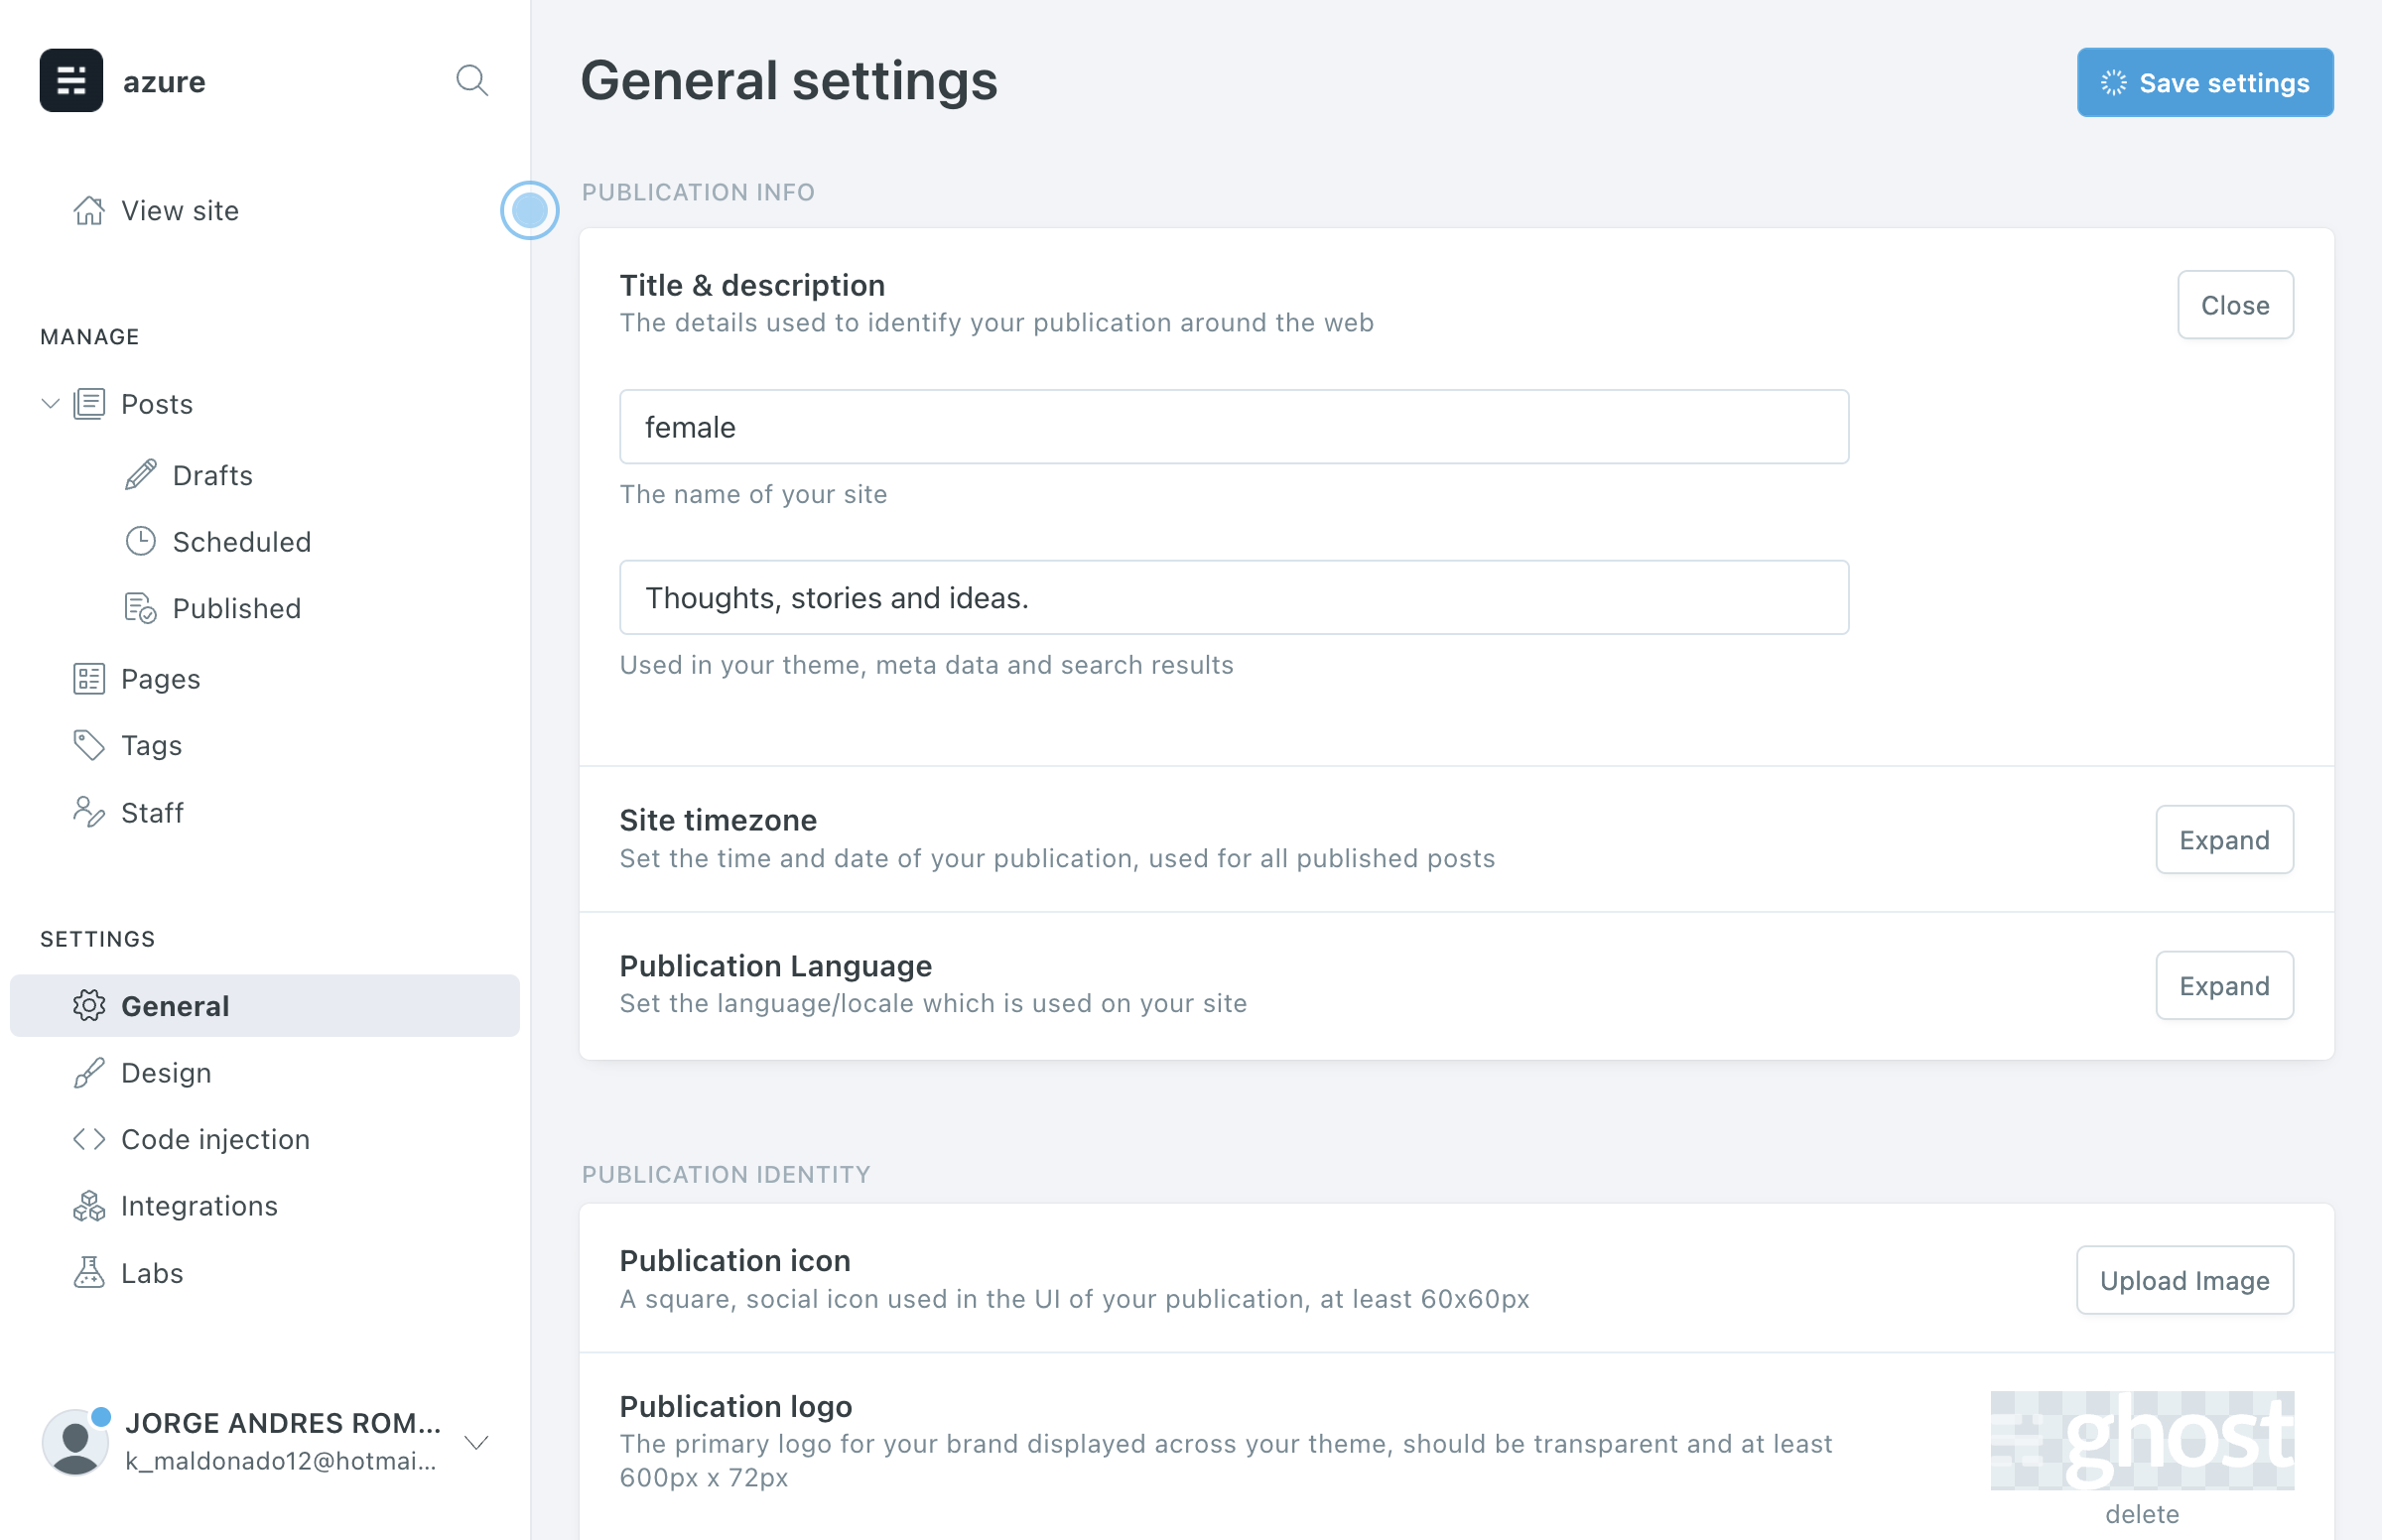 azure
View site
MANAGE
Posts
Drafts
Scheduled
Published
Pages
Tags
Staff
SETTINGS
General
Design
Code injection
Integrations
Labs
JORGE ANDRES ROM...
k_maldonado12@hotmai...
General settings
Save settings
PUBLICATION INFO
Title & description
The details used to identify your publication around the web
Close
female
The name of your site
Thoughts, stories and ideas.
Used in your theme, meta data and search results
Site timezone
Set the time and date of your publication, used for all published posts
Expand
Publication Language
Set the language/locale which is used on your site
Expand
PUBLICATION IDENTITY
Publication icon
A square, social icon used in the UI of your publication, at least 60x60px
Upload Image
Publication logo
The primary logo for your brand displayed across your theme, should be transparent and at least
600px x 72px
ghost
delete